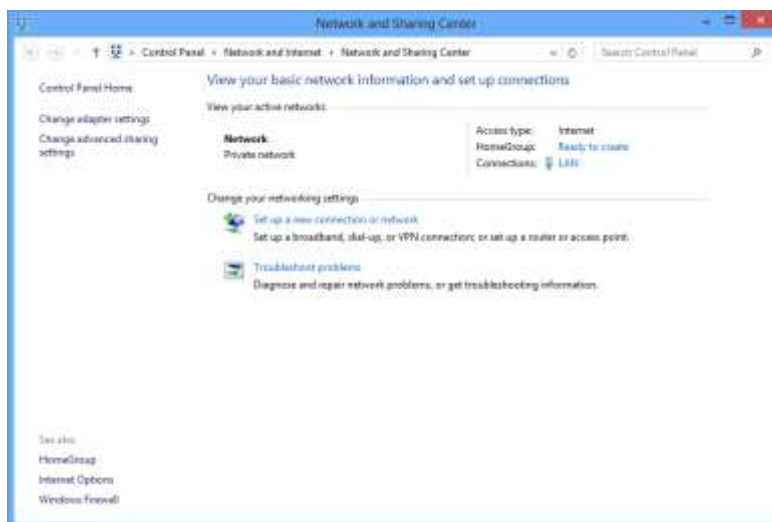 Network and Sharing Center
Control Panel Network and Internet Network and Sharing Center
Search Control Panel
Control Panel Home
Change adapter settings
Change advanced sharing
settings
View your basic network information and set up connections
View your active networks
Network
Private network
Access type: Internet
HomeGroup: Ready to create
Connections: LAN
Change your networking settings
Set up a new connection or network
Set up a broadband, dial-up, or VPN connection; or set up a router or access point.
Troubleshoot problems
Diagnose and repair network problems, or get troubleshooting information.
See also
HomeGroup
Internet Options
Windows Firewall